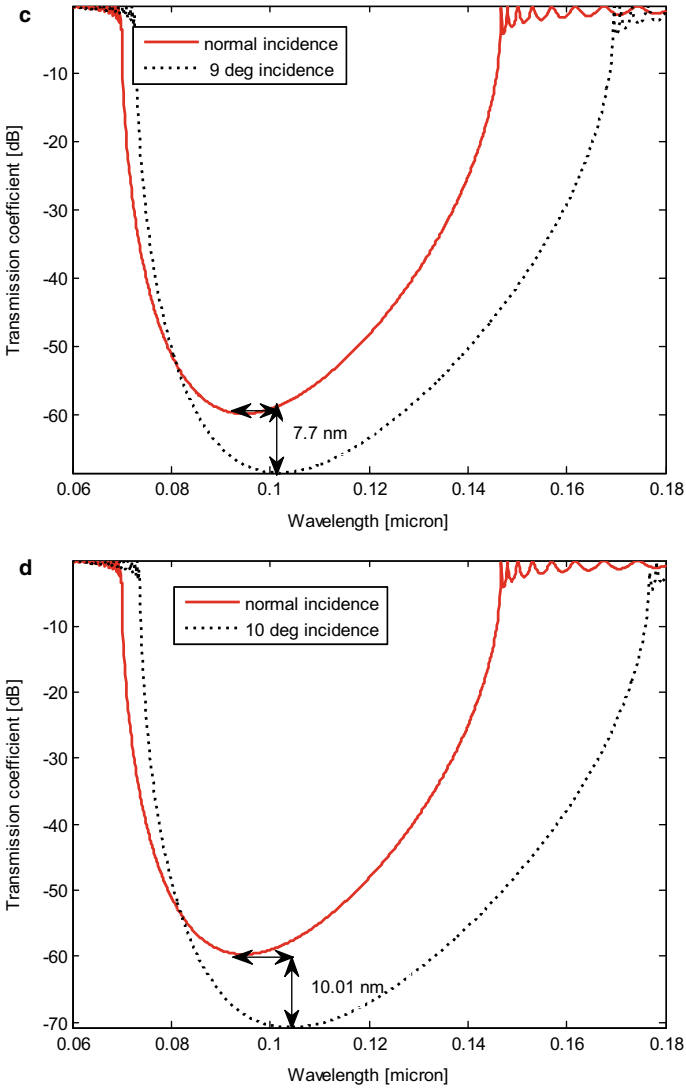 c
normal incidence
9 deg incidence
Transmission coefficient [dB]
-10
-20
-30
-40
-50
-60
7.7 nm
0.06 0.08 0.1 0.12 0.14 0.16 0.18
Wavelength [micron]
d
normal incidence
10 deg incidence
Transmission coefficient [dB]
-10
-20
-30
-40
-50
-60
-70
10.01 nm
0.06 0.08 0.1 0.12 0.14 0.16 0.18
Wavelength [micron]